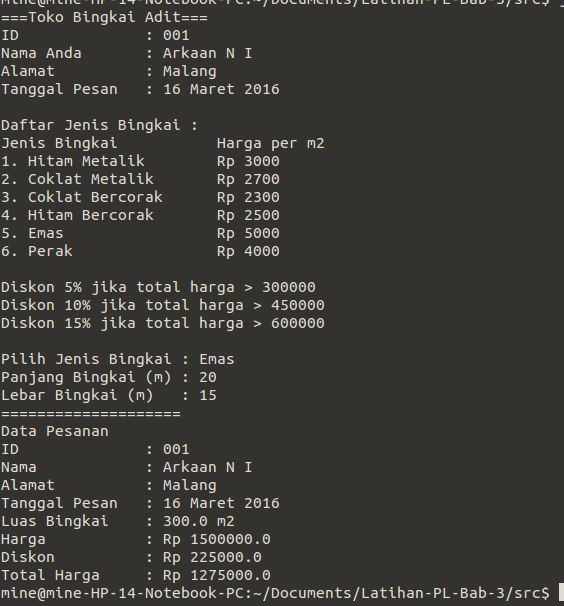 mine@mine-HP-14-Notebook-PC:~/Documents/Latihan-PL-Bab-3/src$
===Toko Bingkai Adit===
ID : 001
Nama Anda : Arkaan N I
Alamat : Malang
Tanggal Pesan : 16 Maret 2016
Daftar Jenis Bingkai :
Jenis Bingkai Harga per m2
1. Hitam Metalik Rp 3000
2. Coklat Metalik Rp 2700
3. Coklat Bercorak Rp 2300
4. Hitam Bercorak Rp 2500
5. Emas Rp 5000
6. Perak Rp 4000
Diskon 5% jika total harga > 300000
Diskon 10% jika total harga > 450000
Diskon 15% jika total harga > 600000
Pilih Jenis Bingkai : Emas
Panjang Bingkai (m) : 20
Lebar Bingkai (m) : 15
====================
Data Pesanan
ID : 001
Nama : Arkaan N I
Alamat : Malang
Tanggal Pesan : 16 Maret 2016
Luas Bingkai : 300.0 m2
Harga : Rp 1500000.0
Diskon : Rp 225000.0
Total Harga : Rp 1275000.0
mine@mine-HP-14-Notebook-PC:~/Documents/Latihan-PL-Bab-3/src$